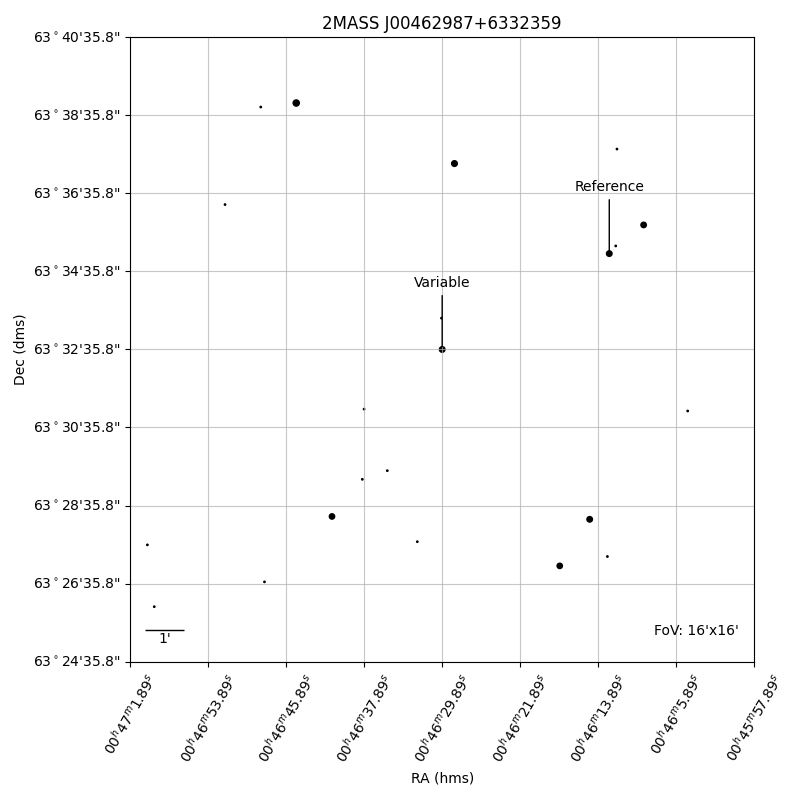 2MASS J00462987+6332359
63°40'35.8"
63°38'35.8"
63°36'35.8"
63°34'35.8"
63°32'35.8"
63°30'35.8"
63°28'35.8"
63°26'35.8"
63°24'35.8"
Dec (dms)
Reference
Variable
1'
FoV: 16'x16'
00ʰ47ᵐ1.89ˢ
00ʰ46ᵐ53.89ˢ
00ʰ46ᵐ45.89ˢ
00ʰ46ᵐ37.89ˢ
00ʰ46ᵐ29.89ˢ
00ʰ46ᵐ21.89ˢ
00ʰ46ᵐ13.89ˢ
00ʰ46ᵐ5.89ˢ
00ʰ45ᵐ57.89ˢ
RA (hms)